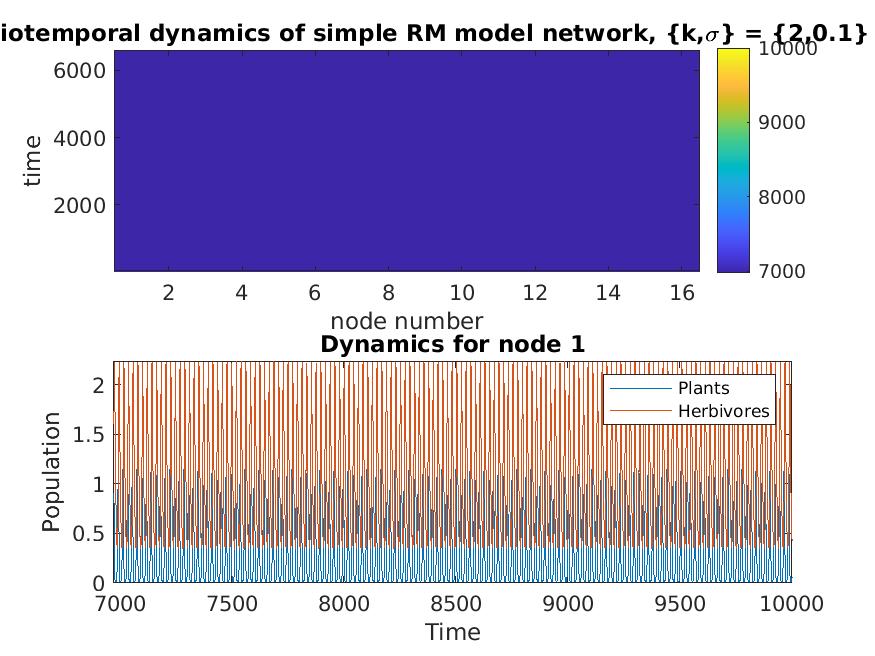 iotemporal dynamics of simple RM model network, {k,σ} = {2,0.1}
10000
9000
8000
7000
6000
4000
2000
time
2 4 6 8 10 12 14 16
node number
Dynamics for node 1
Plants
Herbivores
2
1.5
1
0.5
0
Population
7000 7500 8000 8500 9000 9500 10000
Time